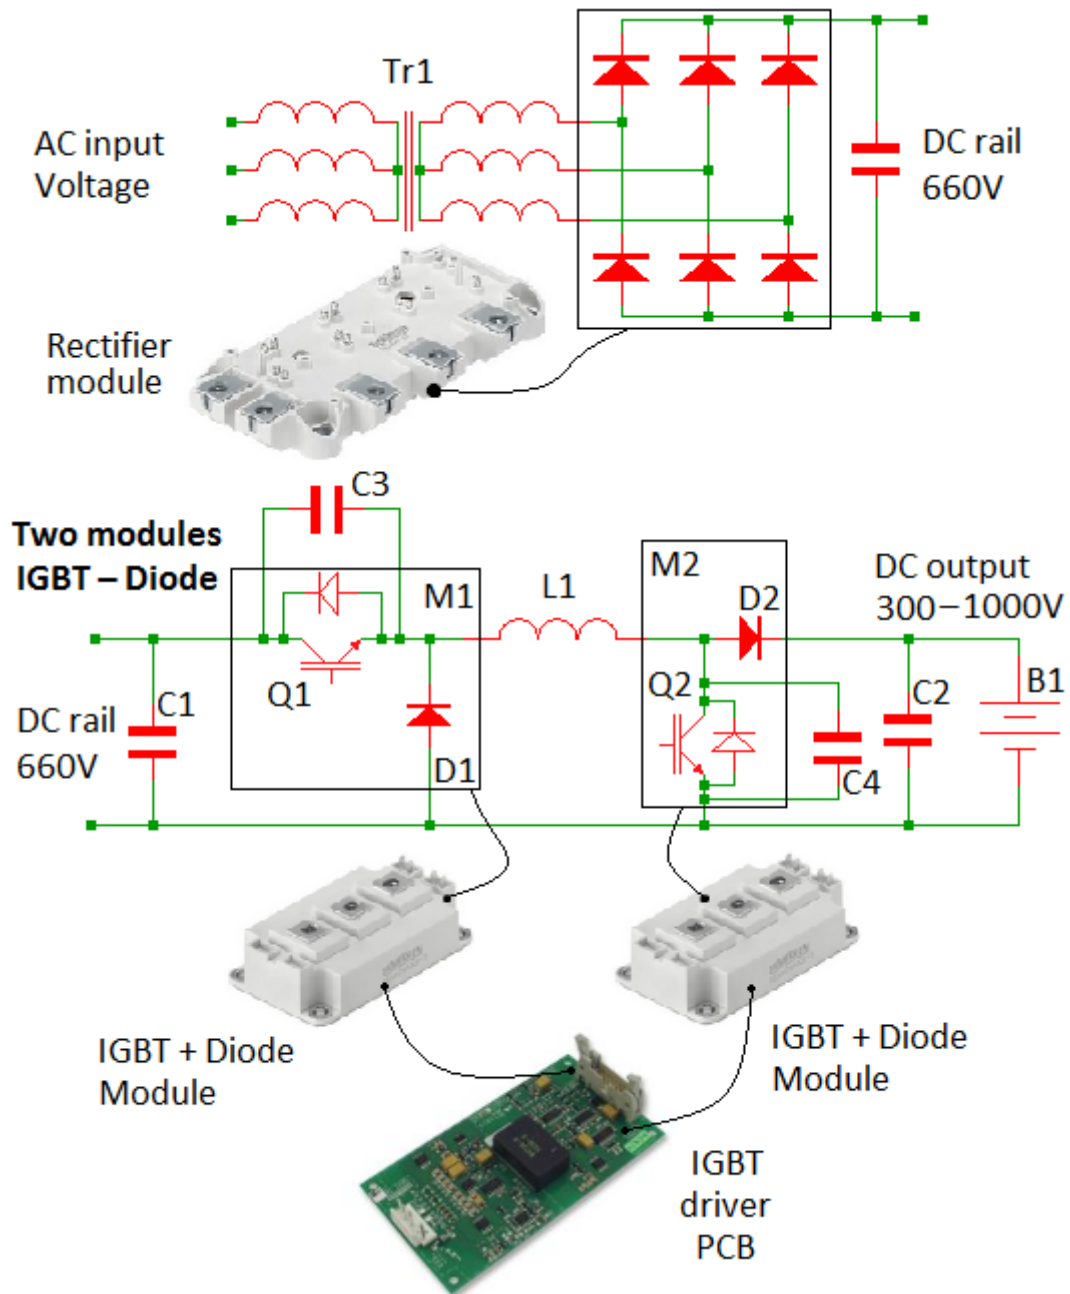 Tr1
AC input
Voltage
DC rail
660V
Rectifier
module
C3
Two modules
IGBT – Diode
M1
L1
M2
DC output
300–1000V
D2
Q1
Q2
C1
C2
B1
DC rail
660V
D1
C4
IGBT + Diode
Module
IGBT + Diode
Module
IGBT
driver
PCB